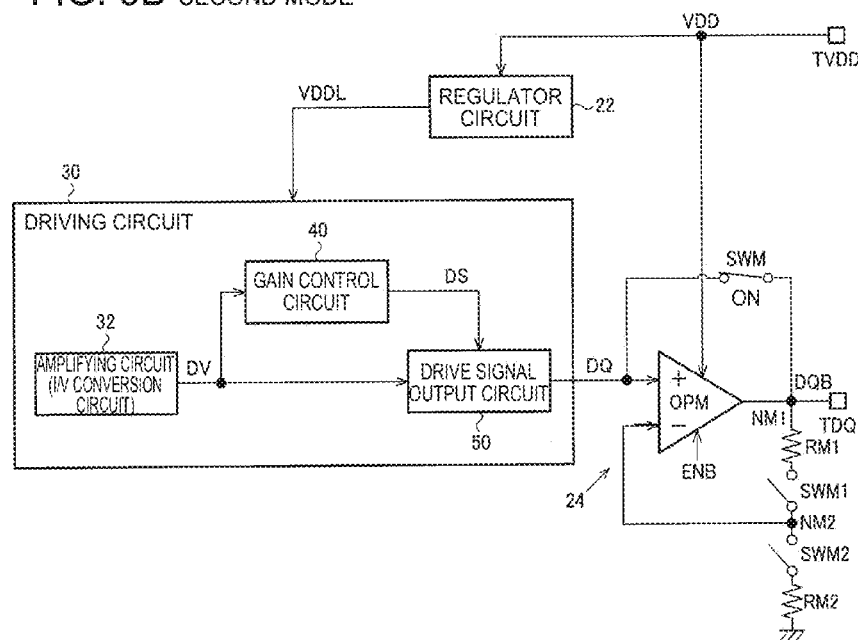 FIG. 5B SECOND MODE
VDD
TVDD
REGULATOR
CIRCUIT
22
VDDL
30
DRIVING CIRCUIT
40
GAIN CONTROL
CIRCUIT
DS
SWM
ON
32
AMPLIFYING CIRCUIT
(I/V CONVERSION
CIRCUIT)
DV
DRIVE SIGNAL
OUTPUT CIRCUIT
50
DQ
+
OPM
−
ENB
24
NM1
DQB
TDQ
RM1
SWM1
NM2
SWM2
RM2